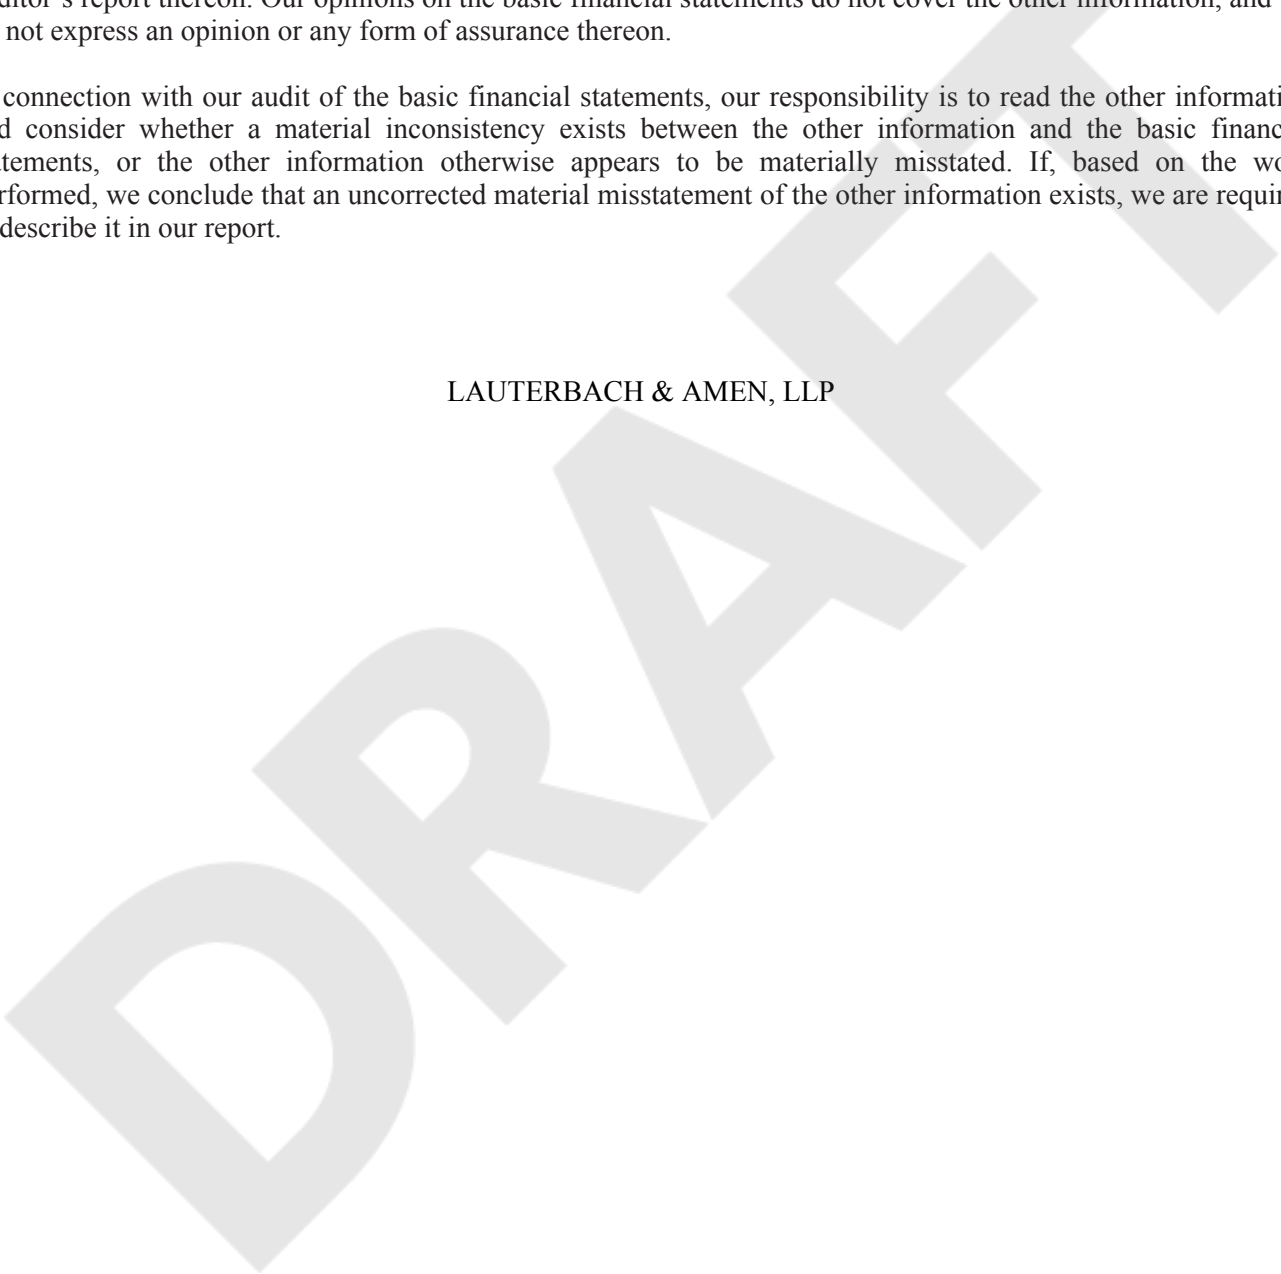 ditor's report thereon. Our opinions on the basic financial statements do not cover the other information, and
not express an opinion or any form of assurance thereon.
connection with our audit of the basic financial statements, our responsibility is to read the other informati
d consider whether a material inconsistency exists between the other information and the basic financ
tements, or the other information otherwise appears to be materially misstated. If, based on the wo
rformed, we conclude that an uncorrected material misstatement of the other information exists, we are requir
describe it in our report.
LAUTERBACH & AMEN, LLP
DRAFT